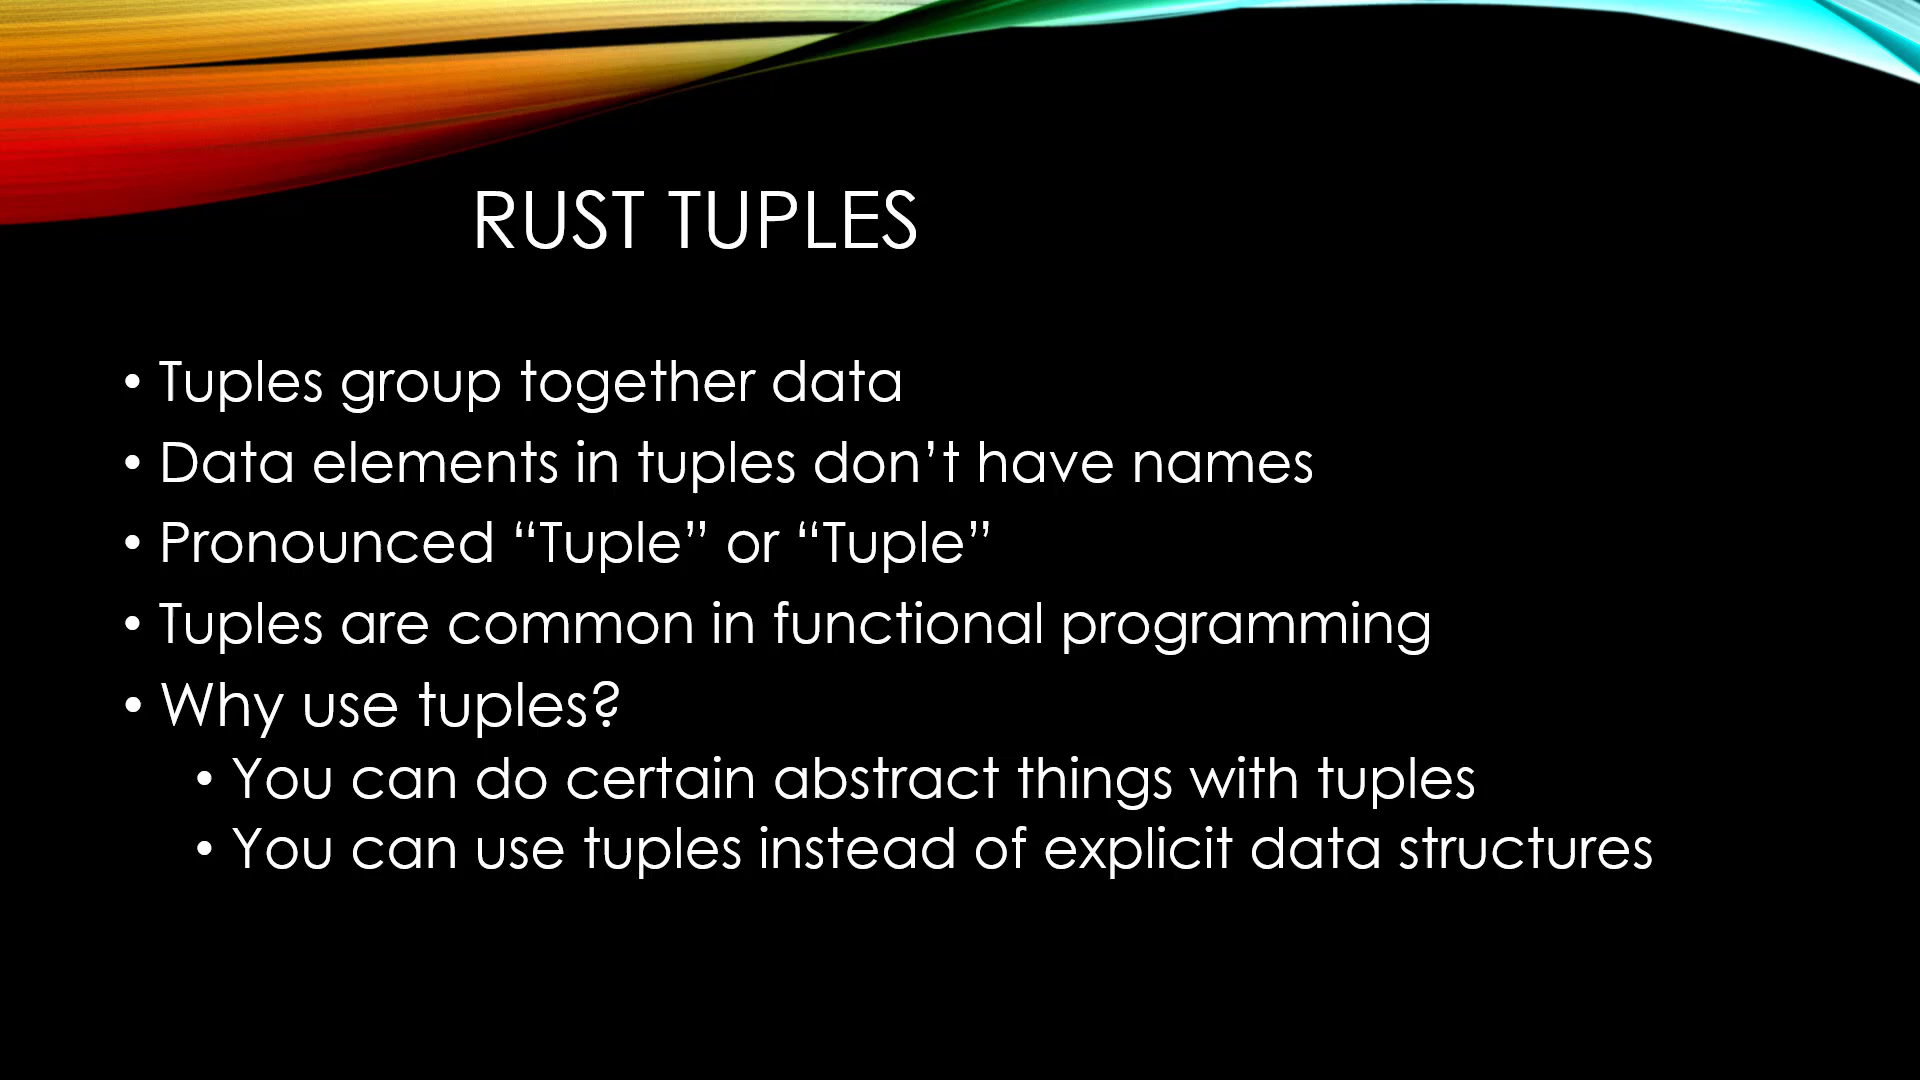 RUST TUPLES
• Tuples group together data
• Data elements in tuples don’t have names
• Pronounced “Tuple” or “Tuple”
• Tuples are common in functional programming
• Why use tuples?
• You can do certain abstract things with tuples
• You can use tuples instead of explicit data structures